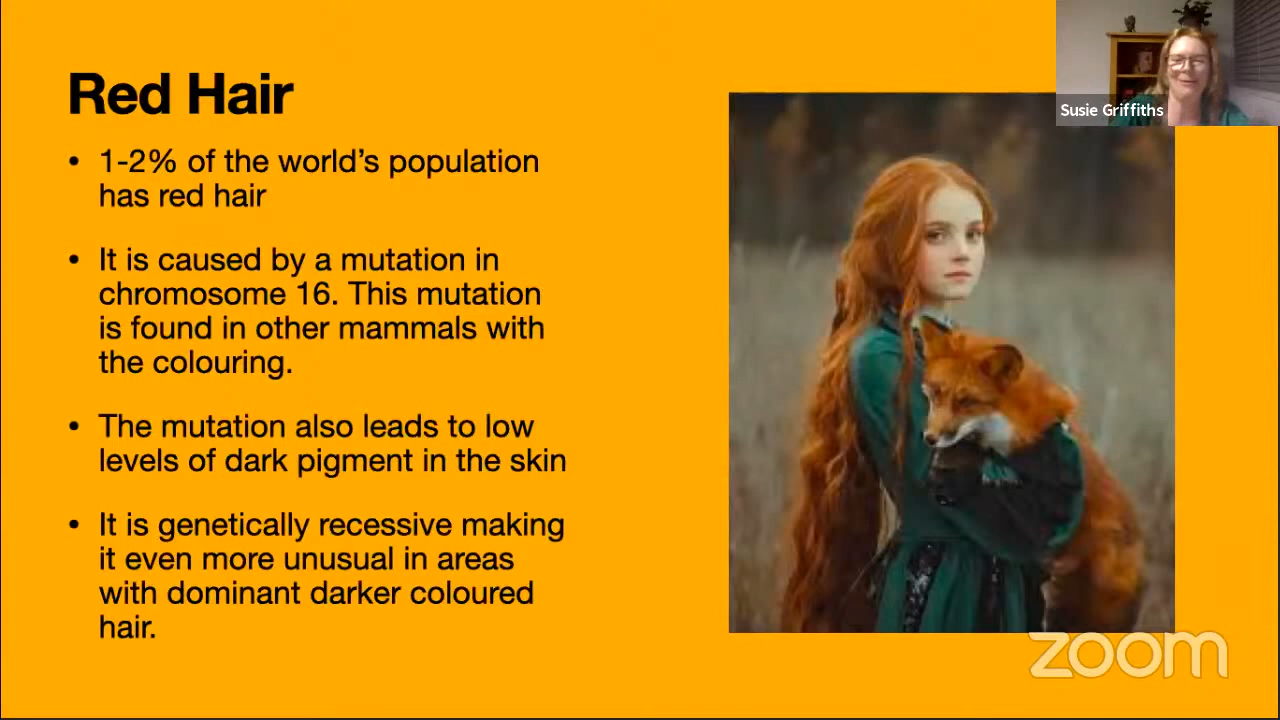 Red Hair
• 1-2% of the world's population
has red hair
• It is caused by a mutation in
chromosome 16. This mutation
is found in other mammals with
the colouring.
• The mutation also leads to low
levels of dark pigment in the skin
• It is genetically recessive making
it even more unusual in areas
with dominant darker coloured
hair.
Susie Griffiths
zoom